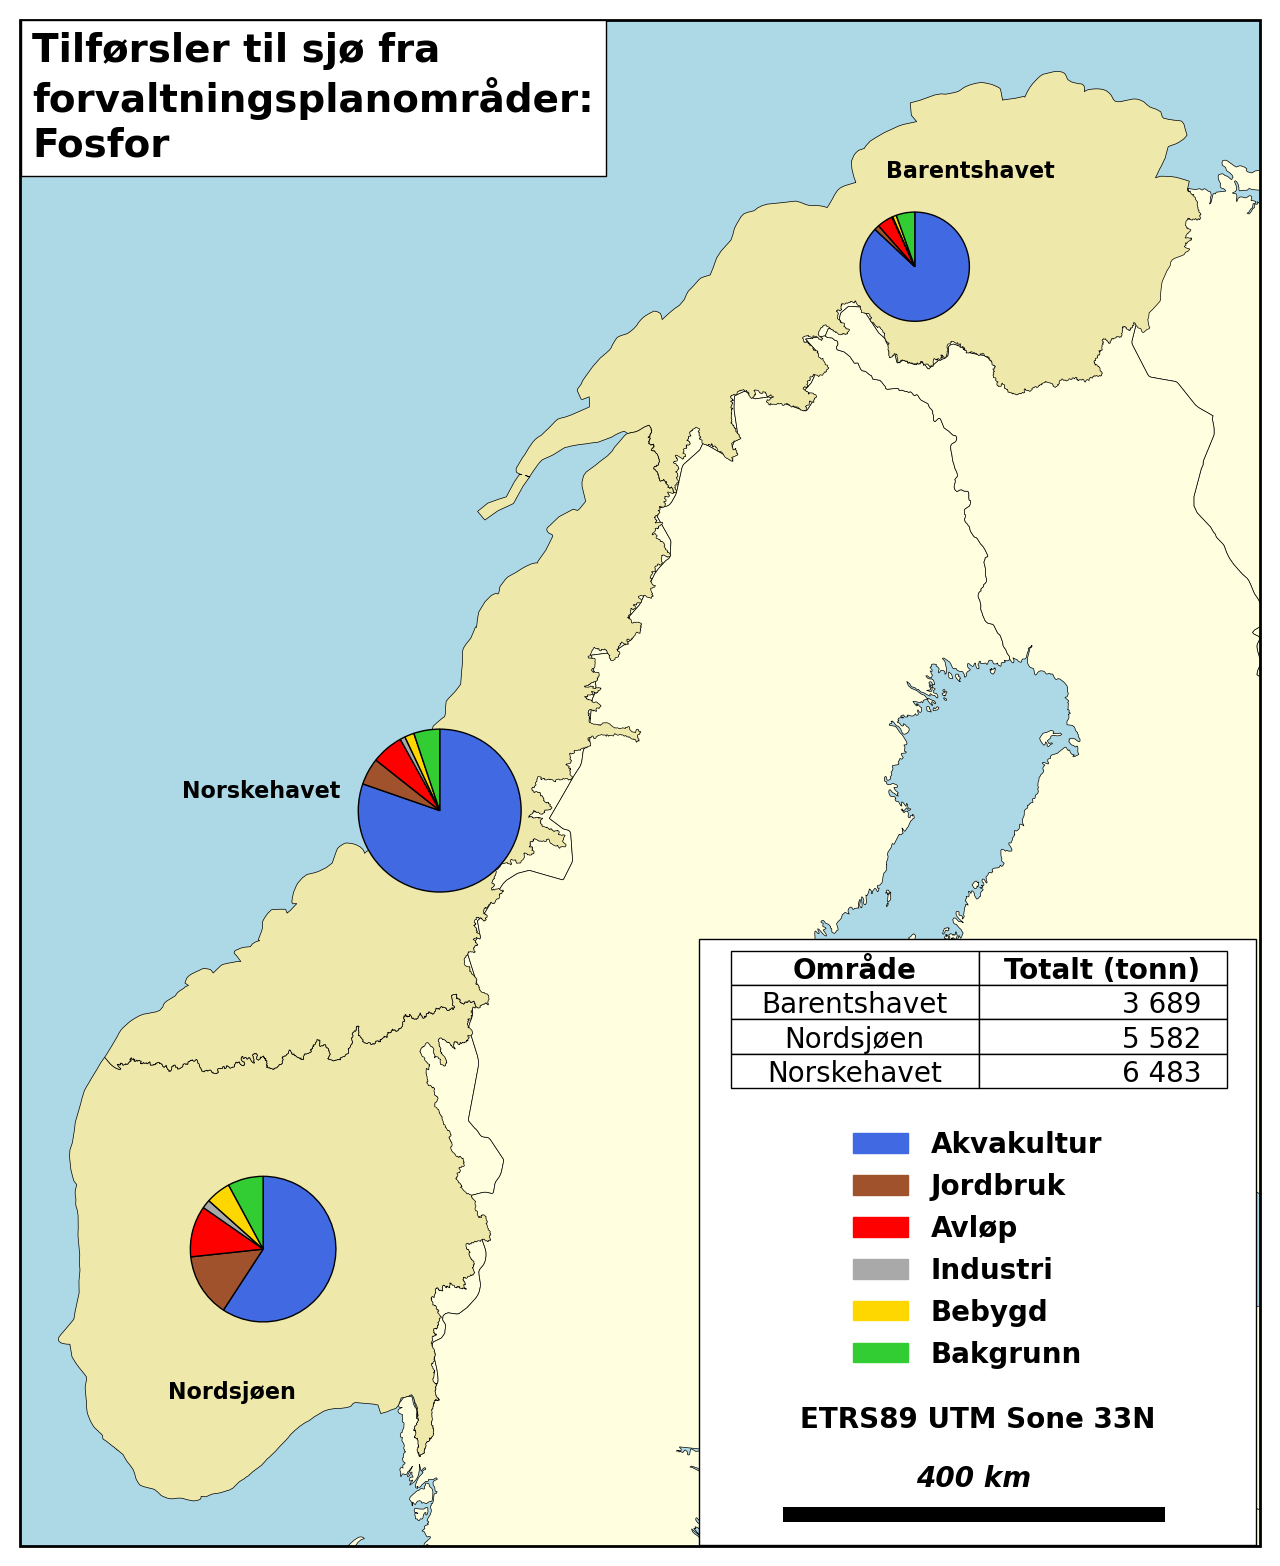 Tilførsler til sjø fra
forvaltningsplanområder:
Fosfor
Barentshavet
Norskehavet
Nordsjøen
Område Totalt (tonn)
Barentshavet 3 689
Nordsjøen 5 582
Norskehavet 6 483
Akvakultur
Jordbruk
Avløp
Industri
Bebygd
Bakgrunn
ETRS89 UTM Sone 33N
400 km